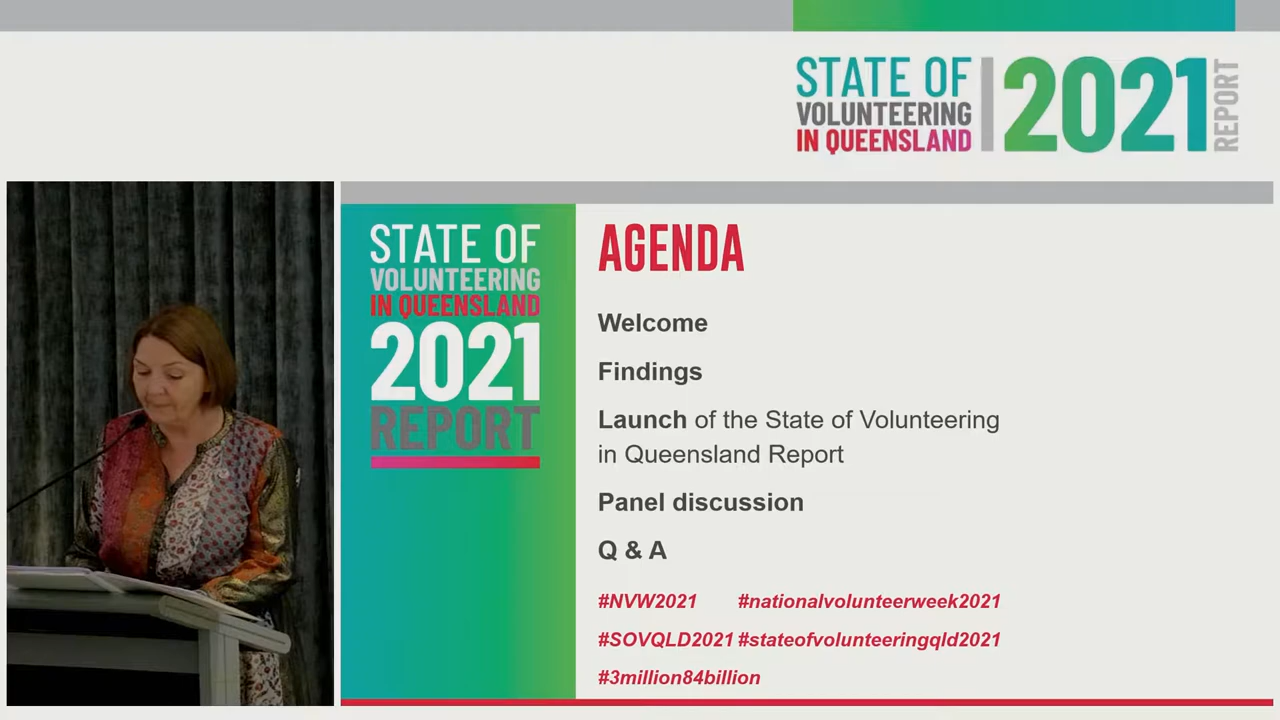 STATE OF
VOLUNTEERING
IN QUEENSLAND
2021
REPORT
STATE OF
VOLUNTEERING
IN QUEENSLAND
2021
REPORT
AGENDA
Welcome
Findings
Launch of the State of Volunteering
in Queensland Report
Panel discussion
Q & A
#NVW2021 #nationalvolunteerweek2021
#SOVQLD2021 #stateofvolunteeringqld2021
#3million84billion